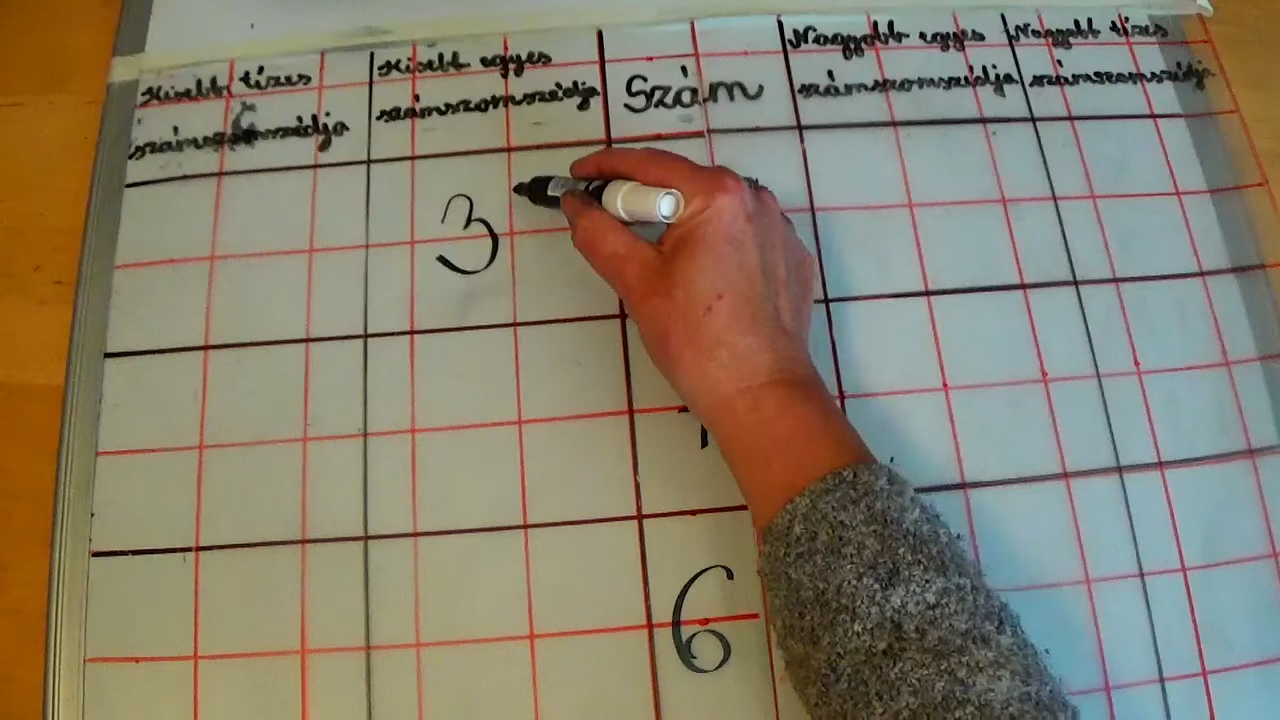 Kisebb tízes
számszomszédja
Kisebb egyes
számszomszédja
Szám
Nagyobb egyes
számszomszédja
Nagyobb tízes
számszomszédja
3
6